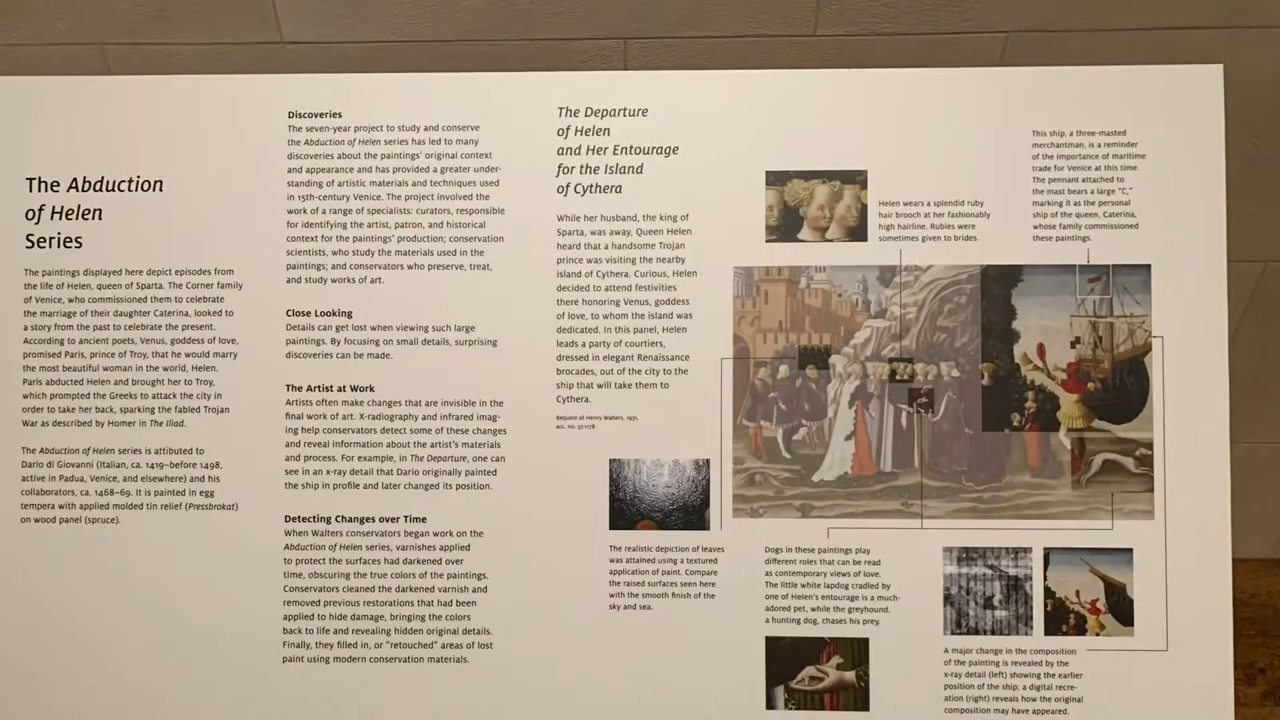 The Abduction
of Helen
Series
The paintings displayed here depict episodes from
the life of Helen, queen of Sparta. The Corner family
of Venice, who commissioned them to celebrate
the marriage of their daughter Caterina, looked to
a story from the past to celebrate the present.
According to ancient poets, Venus, goddess of love,
promised Paris, prince of Troy, that he would marry
the most beautiful woman in the world, Helen.
Paris abducted Helen and brought her to Troy,
which prompted the Greeks to attack the city in
order to take her back, sparking the fabled Trojan
War as described by Homer in The Iliad.
The Abduction of Helen series is attibuted to
Dario di Giovanni (Italian, ca. 1419–before 1498,
active in Padua, Venice, and elsewhere) and his
collaborators, ca. 1468–69. It is painted in egg
tempera with applied molded tin relief (Pressbrokat)
on wood panel (spruce).
Discoveries
The seven-year project to study and conserve
the Abduction of Helen series has led to many
discoveries about the paintings' original context
and appearance and has provided a greater under-
standing of artistic materials and techniques used
in 15th-century Venice. The project involved the
work of a range of specialists: curators, responsible
for identifying the artist, patron, and historical
context for the paintings' production; conservation
scientists, who study the materials used in the
paintings; and conservators who preserve, treat,
and study works of art.
Close Looking
Details can get lost when viewing such large
paintings. By focusing on small details, surprising
discoveries can be made.
The Artist at Work
Artists often make changes that are invisible in the
final work of art. X-radiography and infrared imag-
ing help conservators detect some of these changes
and reveal information about the artist's materials
and process. For example, in The Departure, one can
see in an x-ray detail that Dario originally painted
the ship in profile and later changed its position.
Detecting Changes over Time
When Walters conservators began work on the
Abduction of Helen series, varnishes applied
to protect the surfaces had darkened over
time, obscuring the true colors of the paintings.
Conservators cleaned the darkened varnish and
removed previous restorations that had been
applied to hide damage, bringing the colors
back to life and revealing hidden original details.
Finally, they filled in, or "retouched" areas of lost
paint using modern conservation materials.
The Departure
of Helen
and Her Entourage
for the Island
of Cythera
While her husband, the king of
Sparta, was away, Queen Helen
heard that a handsome Trojan
prince was visiting the nearby
island of Cythera. Curious, Helen
decided to attend festivities
there honoring Venus, goddess
of love, to whom the island was
dedicated. In this panel, Helen
leads a party of courtiers,
dressed in elegant Renaissance
brocades, out of the city to the
ship that will take them to
Cythera.
Bequest of Henry Walters, 1931,
acc. no. 37.1178
Helen wears a splendid ruby
hair brooch at her fashionably
high hairline. Rubies were
sometimes given to brides.
This ship, a three-masted
merchantman, is a reminder
of the importance of maritime
trade for Venice at this time.
The pennant attached to
the mast bears a large "C,"
marking it as the personal
ship of the queen, Caterina,
whose family commissioned
these paintings.
The realistic depiction of leaves
was attained using a textured
application of paint. Compare
the raised surfaces seen here
with the smooth finish of the
sky and sea.
Dogs in these paintings play
different roles that can be read
as contemporary views of love.
The little white lapdog cradled by
one of Helen's entourage is a much-
adored pet, while the greyhound,
a hunting dog, chases his prey.
A major change in the composition
of the painting is revealed by the
x-ray detail (left) showing the earlier
position of the ship; a digital recre-
ation (right) reveals how the original
composition may have appeared.